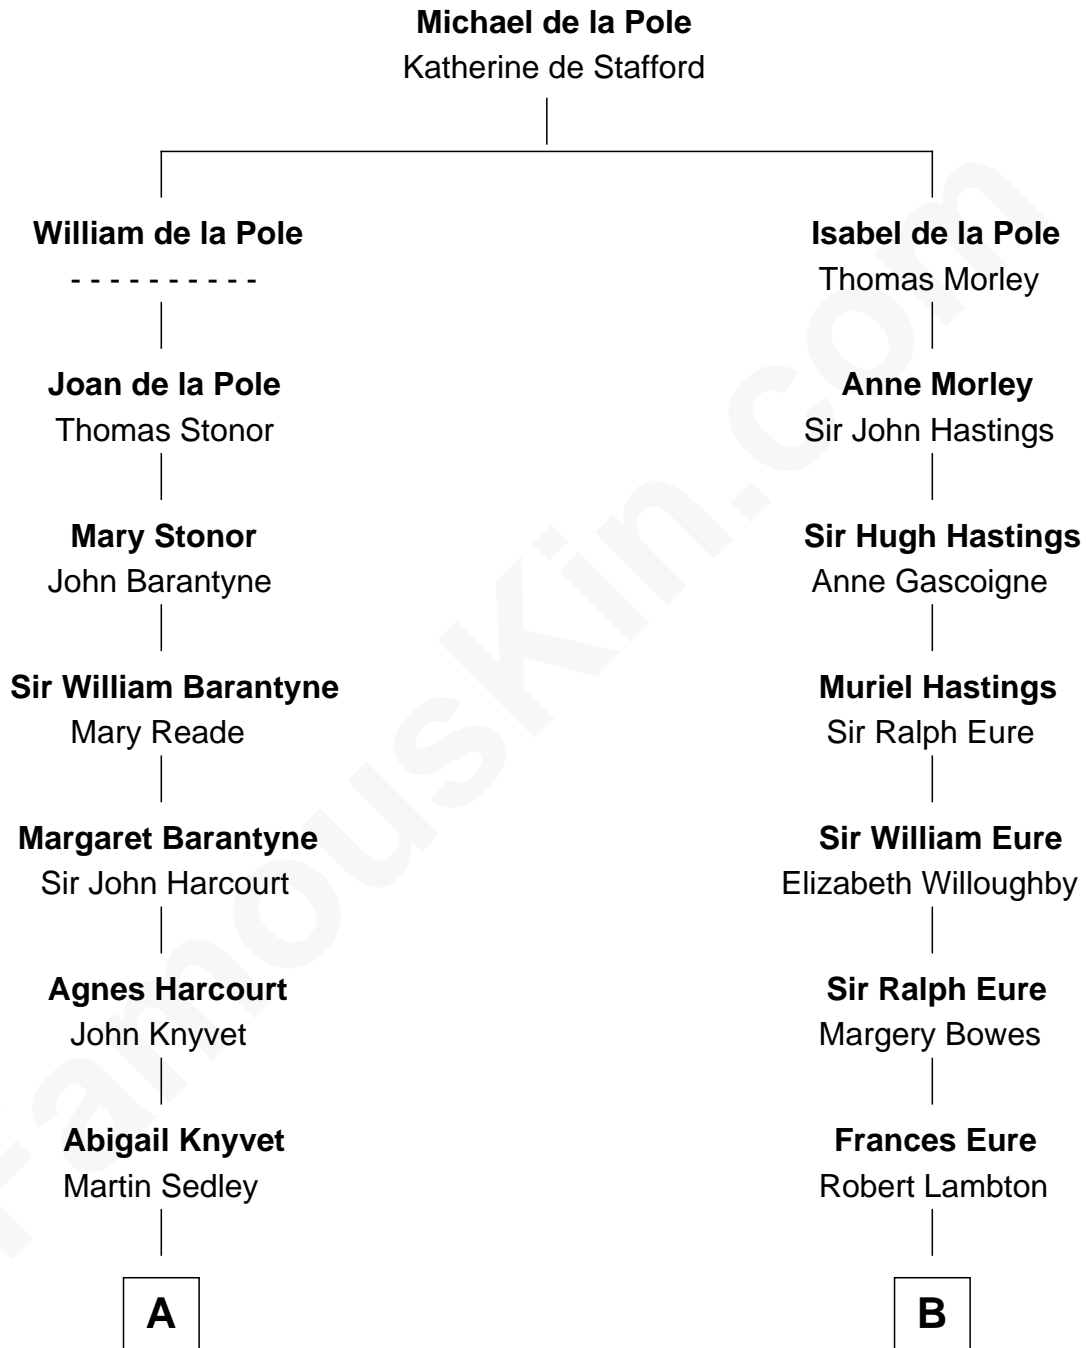 Michael de la Pole
Katherine de Stafford
William de la Pole
- - - - - - - - - -
Joan de la Pole
Thomas Stonor
Mary Stonor
John Barantyne
Sir William Barantyne
Mary Reade
Margaret Barantyne
Sir John Harcourt
Agnes Harcourt
John Knyvet
Abigail Knyvet
Martin Sedley
A
Isabel de la Pole
Thomas Morley
Anne Morley
Sir John Hastings
Sir Hugh Hastings
Anne Gascoigne
Muriel Hastings
Sir Ralph Eure
Sir William Eure
Elizabeth Willoughby
Sir Ralph Eure
Margery Bowes
Frances Eure
Robert Lambton
B
FamousKin.com